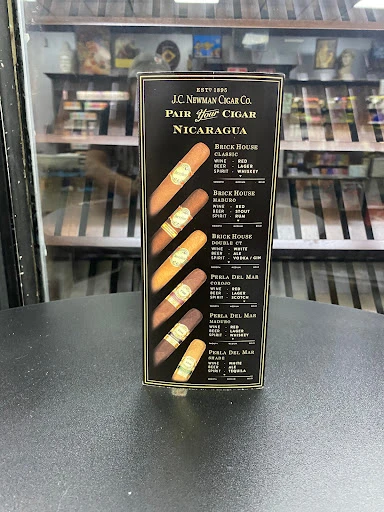 ESTD 1895
J.C. NEWMAN CIGAR CO.
PAIR Your CIGAR
NICARAGUA
BRICK HOUSE
CLASSIC
WINE - RED
BEER - LAGER
SPIRIT - WHISKEY
BRICK HOUSE
MADURO
WINE - RED
BEER - STOUT
SPIRIT - RUM
BRICK HOUSE
DOUBLE CT
WINE - WHITE
BEER - ALE
SPIRIT - VODKA / GIN
PERLA DEL MAR
COROJO
WINE - RED
BEER - LAGER
SPIRIT - SCOTCH
PERLA DEL MAR
MADURO
WINE - RED
BEER - LAGER
SPIRIT - WHISKEY
PERLA DEL MAR
SHADE
WINE - WHITE
BEER - ALE
SPIRIT - TEQUILA